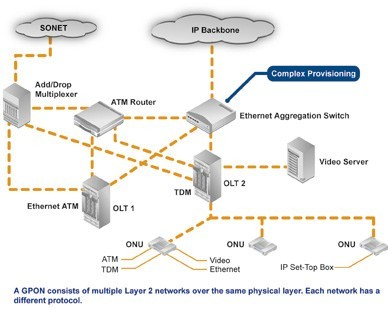 SONET
IP Backbone
Complex Provisioning
Add/Drop
Multiplexer
ATM Router
Ethernet Aggregation Switch
Video Server
OLT 2
TDM
Ethernet ATM
OLT 1
ONU
ONU
ONU
ATM
Video
TDM
Ethernet
IP Set-Top Box
A GPON consists of multiple Layer 2 networks over the same physical layer. Each network has a
different protocol.